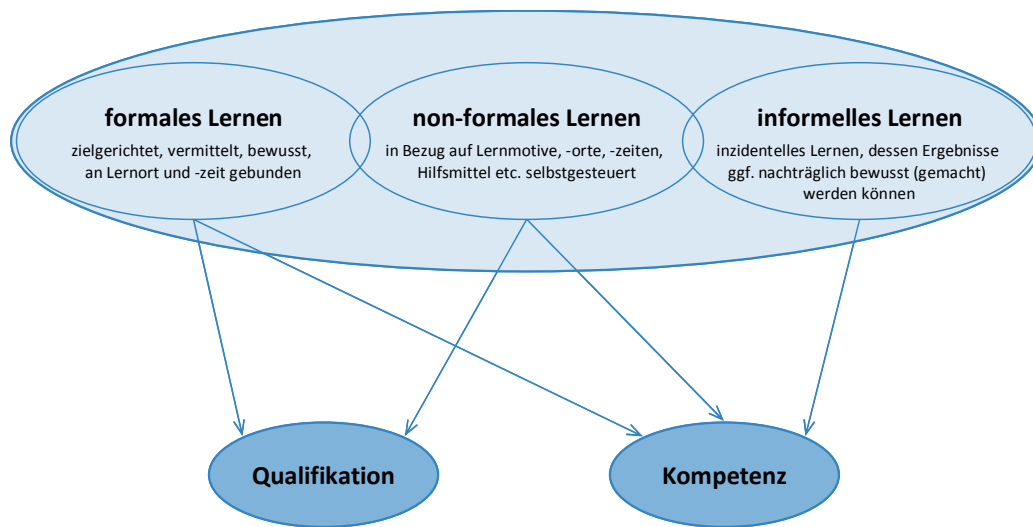 formales Lernen
zielgerichtet, vermittelt, bewusst,
an Lernort und -zeit gebunden
non-formales Lernen
in Bezug auf Lernmotive, -orte, -zeiten,
Hilfsmittel etc. selbstgesteuert
informelles Lernen
inzidentelles Lernen, dessen Ergebnisse
ggf. nachträglich bewusst (gemacht)
werden können
Qualifikation
Kompetenz